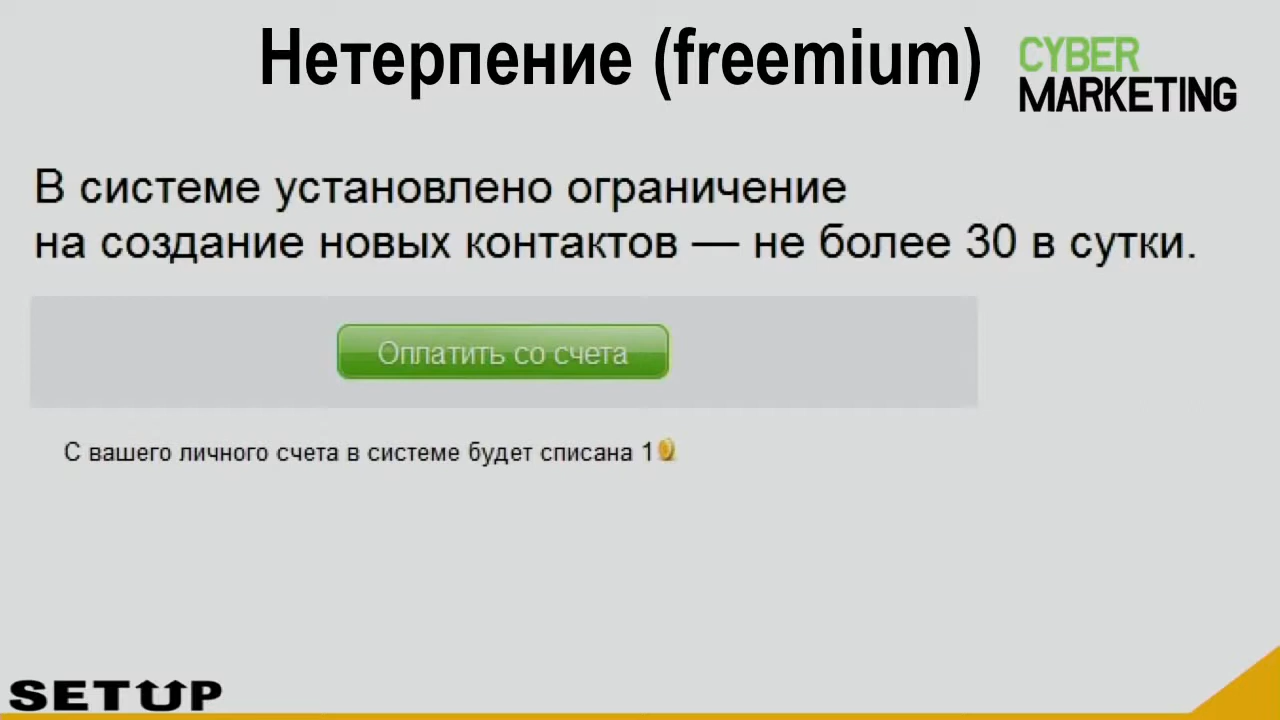 Нетерпение (freemium)
CYBER
MARKETING
В системе установлено ограничение
на создание новых контактов — не более 30 в сутки.
Оплатить со счета
С вашего личного счета в системе будет списана 1
SETUP